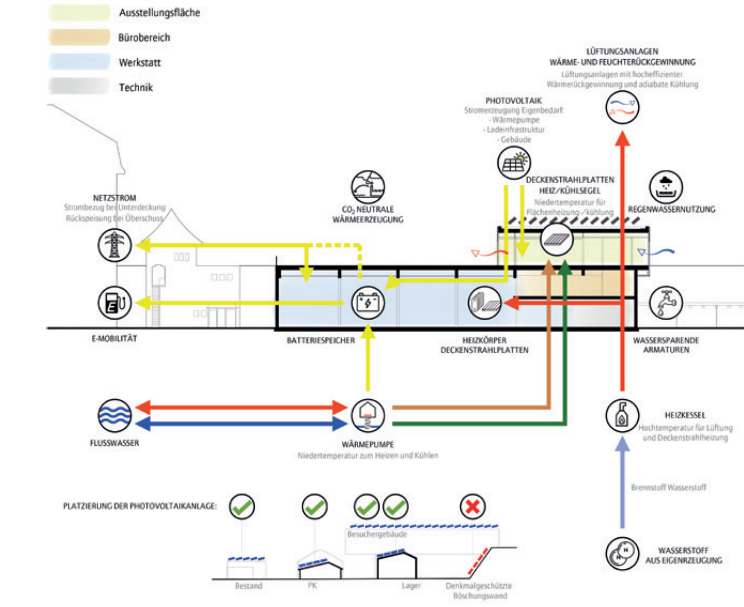 Ausstellungsfläche
Bürobereich
Werkstatt
Technik
LÜFTUNGSANLAGEN
WÄRME- UND FEUCHTERÜCKGEWINNUNG
Lüftungsanlagen mit hocheffizienter
Wärmerückgewinnung und adiabate Kühlung
PHOTOVOLTAIK
Stromerzeugung Eigenbedarf:
- Wärmepumpe
- Ladeinfrastruktur
- Gebäude
DECKENSTRAHLPLATTEN
HEIZ/KÜHLSEGEL
Niedertemperatur für
Flächenheizung-/kühlung
REGENWASSERNUTZUNG
NETZSTROM
Strombezug bei Unterdeckung
Rückspeisung bei Überschuss
CO2 NEUTRALE
WÄRMEERZEUGUNG
E-MOBILITÄT
BATTERIESPEICHER
HEIZKÖRPER
DECKENSTRAHLPLATTEN
WASSERSPARENDE
ARMATUREN
FLUSSWASSER
WÄRMEPUMPE
Niedertemperatur zum Heizen und Kühlen
HEIZKESSEL
Hochtemperatur für Lüftung
und Deckenstrahlheizung
Brennstoff Wasserstoff
WASSERSTOFF
AUS EIGENRZEUGUNG
H H
PLATZIERUNG DER PHOTOVOLTAIKANLAGE:
Besuchergebäude
Bestand
PK
Lager
Denkmalgeschützte
Böschungswand